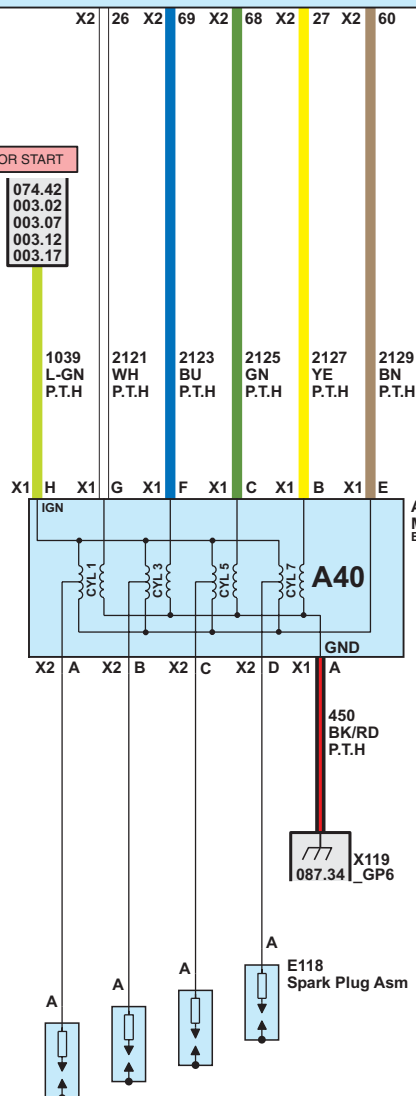 X2 26 X2 69 X2 68 X2 27 X2 60
OR START
074.42
003.02
003.07
003.12
003.17
1039
L-GN
P.T.H
2121
WH
P.T.H
2123
BU
P.T.H
2125
GN
P.T.H
2127
YE
P.T.H
2129
BN
P.T.H
X1 H X1 G X1 F X1 C X1 B X1 E
IGN
CYL 1
CYL 3
CYL 5
CYL 7
A40
GND
X2 A X2 B X2 C X2 D X1 A
450
BK/RD
P.T.H
087.34
X119
_GP6
A
E118
Spark Plug Asm
A
A
A